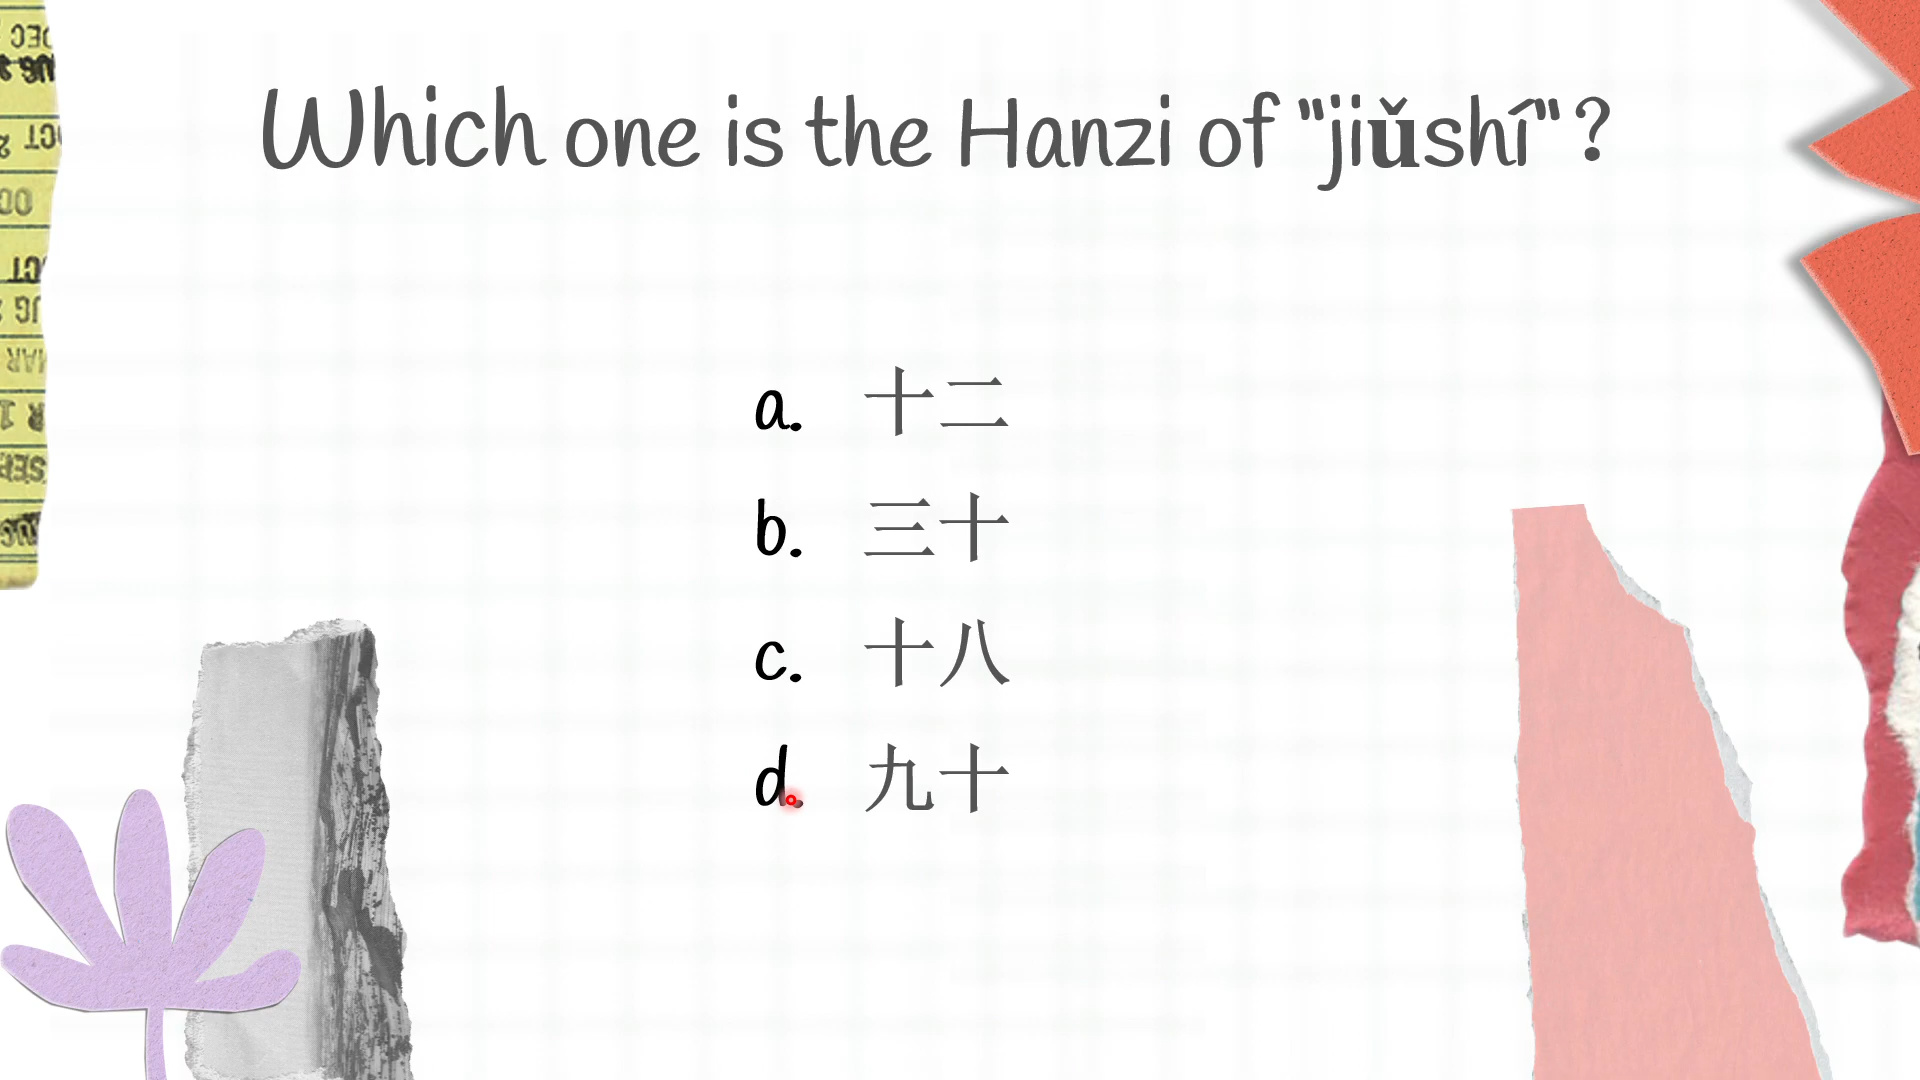 Which one is the Hanzi of "jiǔshí"?
a. 十二
b. 三十
c. 十八
d. 九十